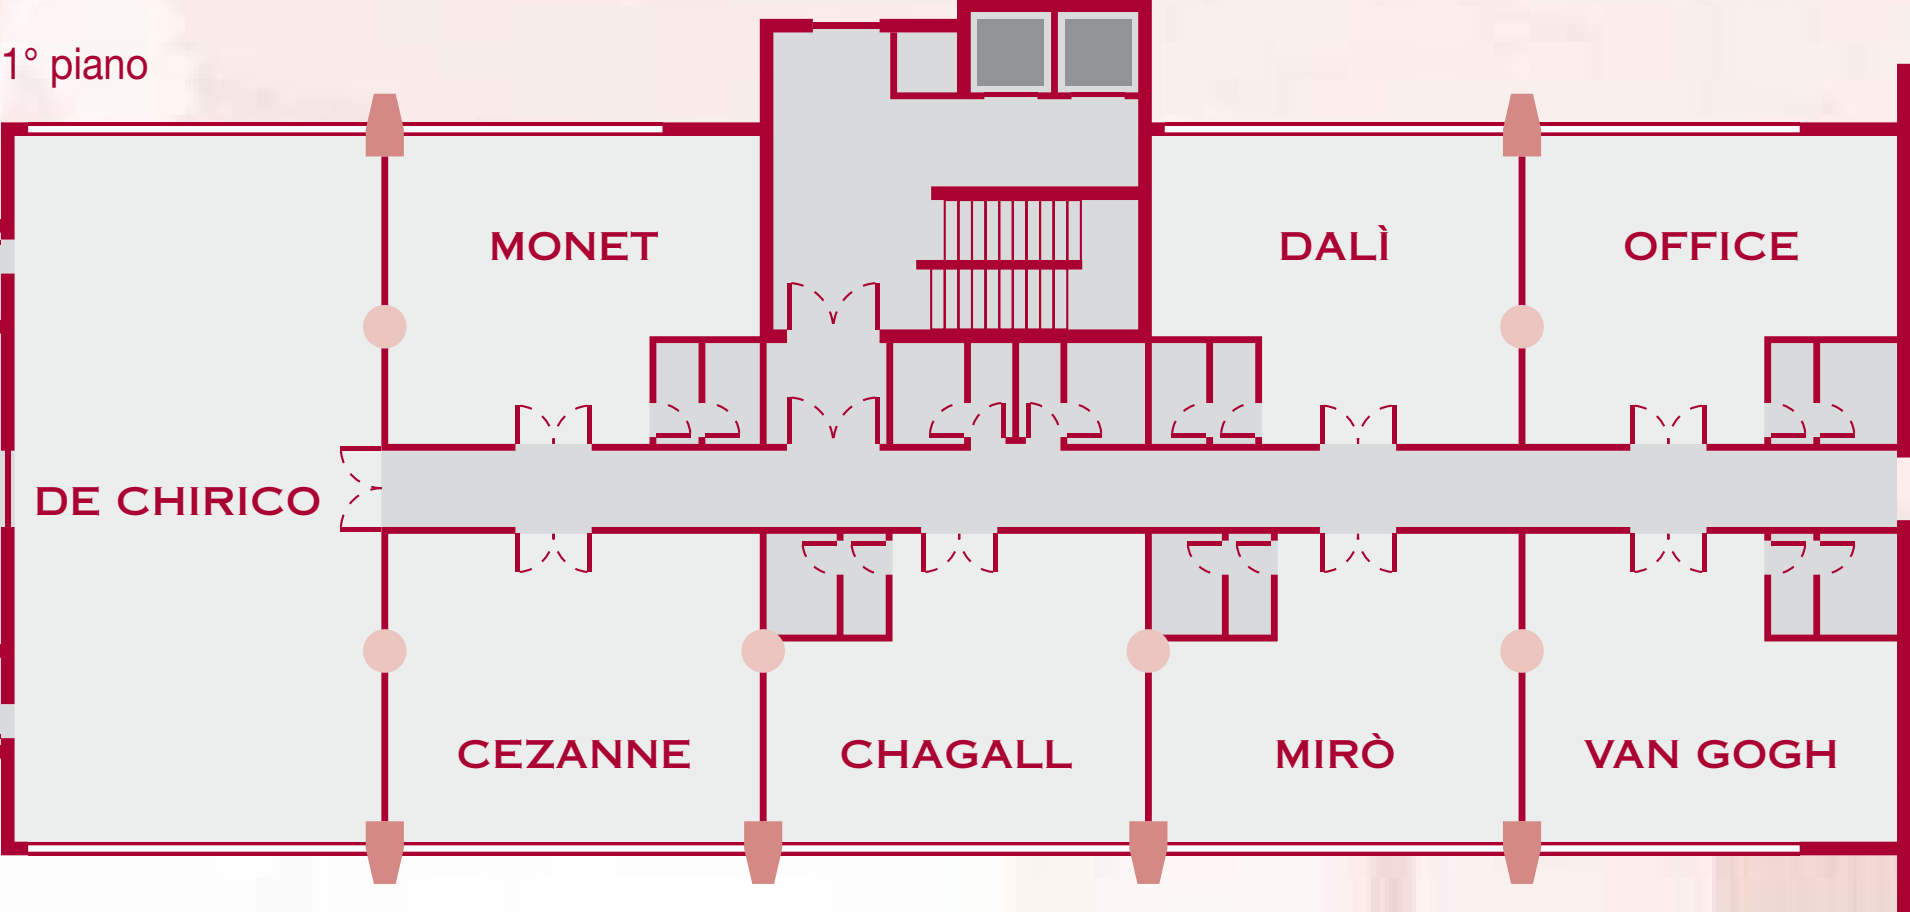 1° piano
MONET
DALÌ
OFFICE
DE CHIRICO
CEZANNE
CHAGALL
MIRÒ
VAN GOGH